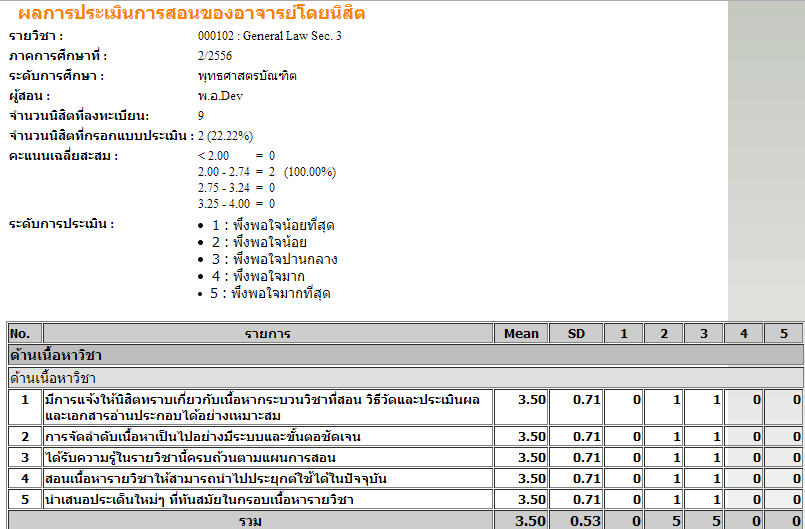 ผลการประเมินการสอนของอาจารย์โดยนิสิต
รายวิชา : 000102 : General Law Sec. 3
ภาคการศึกษาที่ : 2/2556
ระดับการศึกษา : พุทธศาสตรบัณฑิต
ผู้สอน : พ.อ.Dev
จำนวนนิสิตที่ลงทะเบียน: 9
จำนวนนิสิตที่กรอกแบบประเมิน : 2 (22.22%)
คะแนนเฉลี่ยสะสม : < 2.00 = 0
2.00 - 2.74 = 2 (100.00%)
2.75 - 3.24 = 0
3.25 - 4.00 = 0
ระดับการประเมิน : • 1 : พึ่งพอใจน้อยที่สุด
• 2 : พึ่งพอใจน้อย
• 3 : พึ่งพอใจปานกลาง
• 4 : พึ่งพอใจมาก
• 5 : พึ่งพอใจมากที่สุด
No. รายการ Mean SD 1 2 3 4 5
ด้านเนื้อหาวิชา
ด้านเนื้อหาวิชา
1 มีการแจ้งให้นิสิตทราบเกี่ยวกับเนื้อหากระบวนวิชาที่สอน วิธีวัดและประเมินผล 3.50 0.71 0 1 1 0 0
และเอกสารอ่านประกอบได้อย่างเหมาะสม
2 การจัดลำดับเนื้อหาเป็นไปอย่างมีระบบและขั้นตอชัดเจน 3.50 0.71 0 1 1 0 0
3 ได้รับความรู้ในรายวิชานี้ครบถ้วนตามแผนการสอน 3.50 0.71 0 1 1 0 0
4 สอนเนื้อหารายวิชาให้สามารถนำไปประยุกต์ใช้ได้ในปัจจุบัน 3.50 0.71 0 1 1 0 0
5 นำเสนอประเด็นใหม่ๆ ที่ทันสมัยในกรอบเนื้อหารายวิชา 3.50 0.71 0 1 1 0 0
รวม 3.50 0.53 0 5 5 0 0